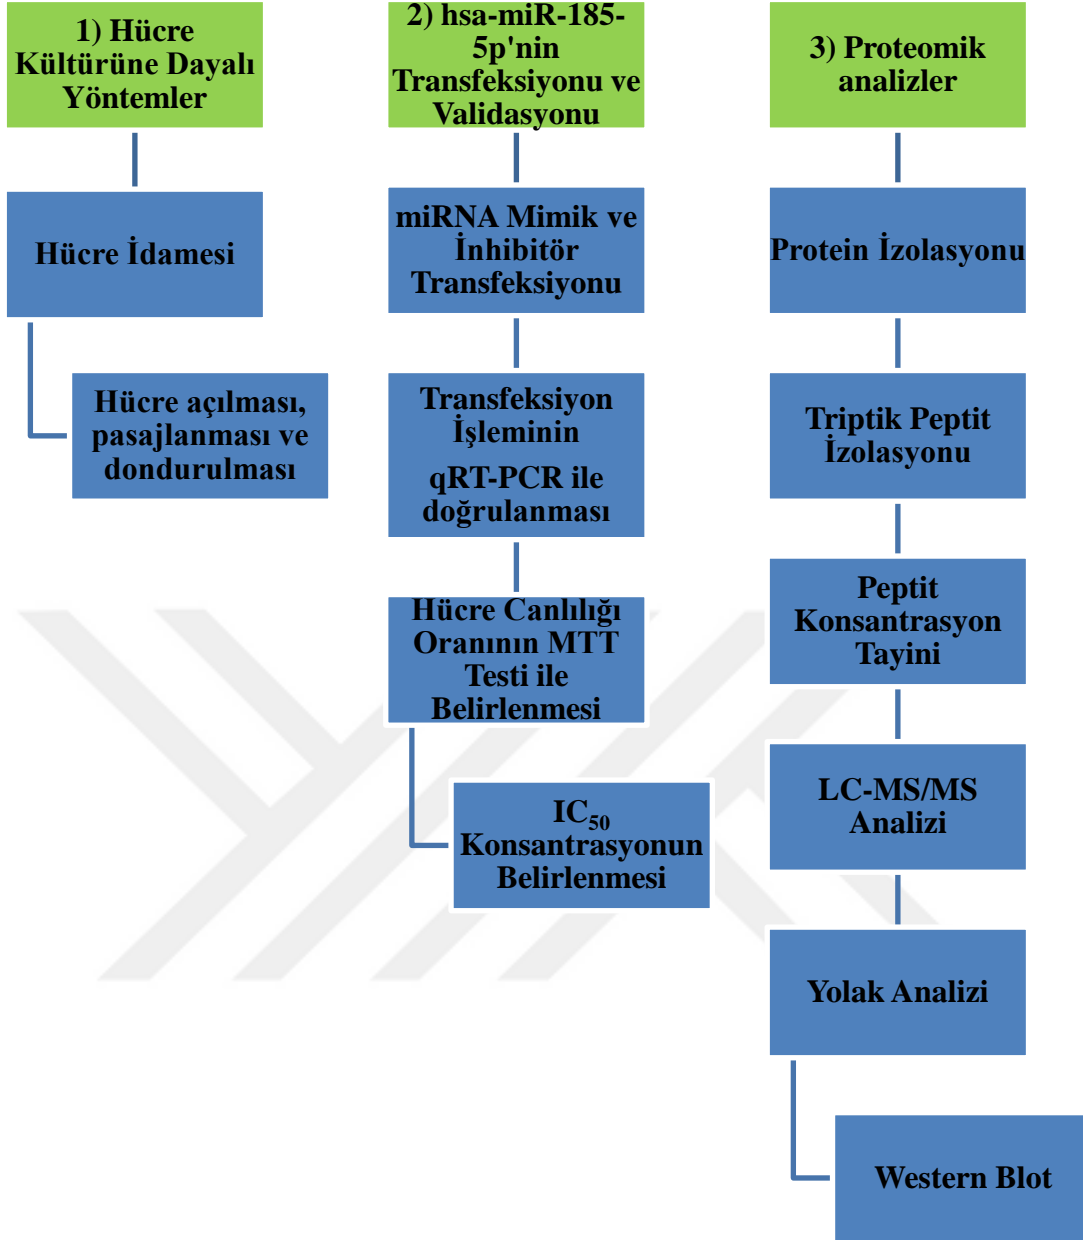 1) Hücre
Kültürüne Dayalı
Yöntemler
Hücre İdamesi
Hücre açılması,
pasajlanması ve
dondurulması
2) hsa-miR-185-
5p'nin
Transfeksiyonu ve
Validasyonu
miRNA Mimik ve
İnhibitör
Transfeksiyonu
Transfeksiyon
İşleminin
qRT-PCR ile
doğrulanması
Hücre Canlılığı
Oranının MTT
Testi ile
Belirlenmesi
IC₅₀
Konsantrasyonun
Belirlenmesi
3) Proteomik
analizler
Protein İzolasyonu
Triptik Peptit
İzolasyonu
Peptit
Konsantrasyon
Tayini
LC-MS/MS
Analizi
Yolak Analizi
Western Blot